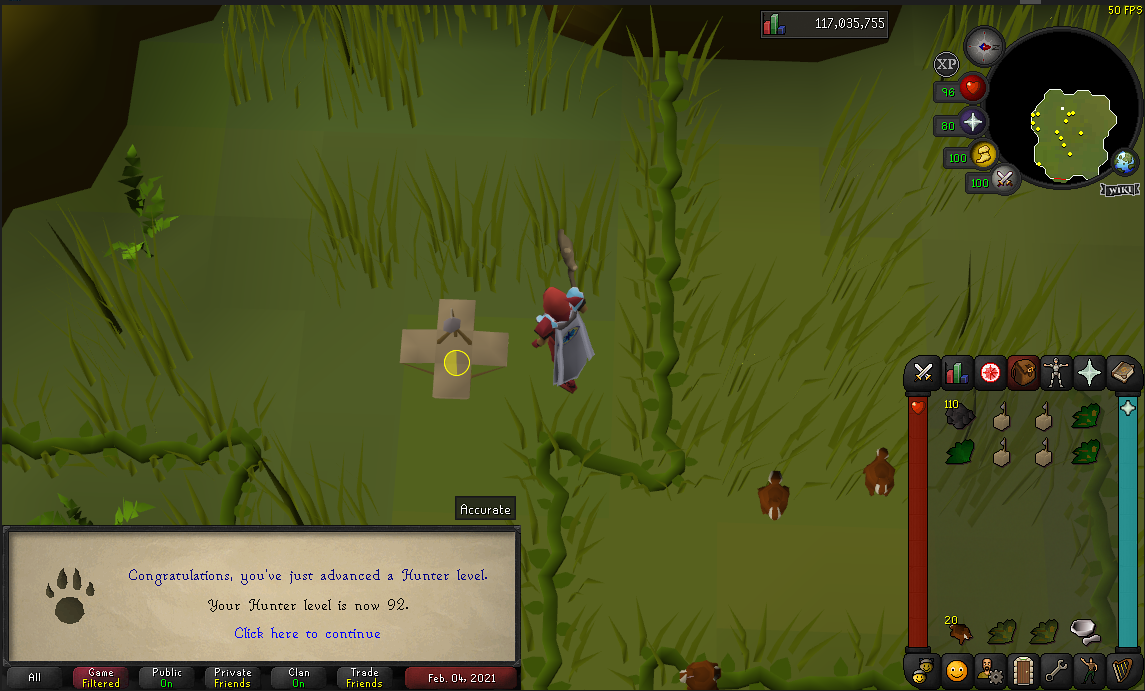 50 FPS
117,035,755
XP
96
80
100
100
WIKI
110
20
Accurate
Congratulations, you've just advanced a Hunter level.
Your Hunter level is now 92.
Click here to continue
All
Game
Filtered
Public
On
Private
Friends
Clan
On
Trade
Friends
Feb. 04, 2021